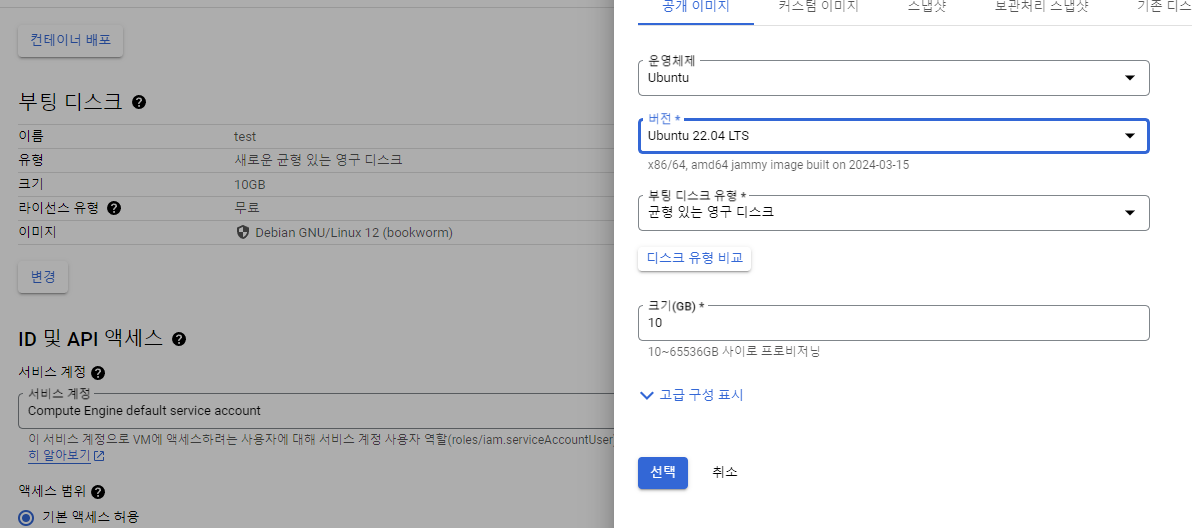 컨테이너 배포
부팅 디스크
이름 test
유형 새로운 균형 있는 영구 디스크
크기 10GB
라이선스 유형 무료
이미지 Debian GNU/Linux 12 (bookworm)
변경
ID 및 API 액세스
서비스 계정
서비스 계정
Compute Engine default service account
이 서비스 계정으로 VM에 액세스하려는 사용자에 대해 서비스 계정 사용자 역할(roles/iam.serviceAccountUser
히 알아보기
액세스 범위
기본 액세스 허용
공개 이미지 커스텀 이미지 스냅샷 보관처리 스냅샷 기존 디스
운영체제
Ubuntu
버전 *
Ubuntu 22.04 LTS
x86/64, amd64 jammy image built on 2024-03-15
부팅 디스크 유형 *
균형 있는 영구 디스크
디스크 유형 비교
크기(GB) *
10
10~65536GB 사이로 프로비저닝
고급 구성 표시
선택 취소